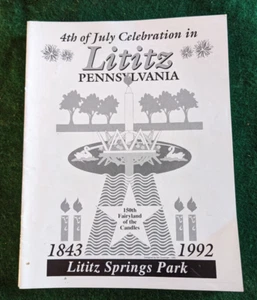 4th of July Celebration in
Lititz
PENNSYLVANIA
150th
Fairyland
of the
Candles
1843 1992
Lititz Springs Park